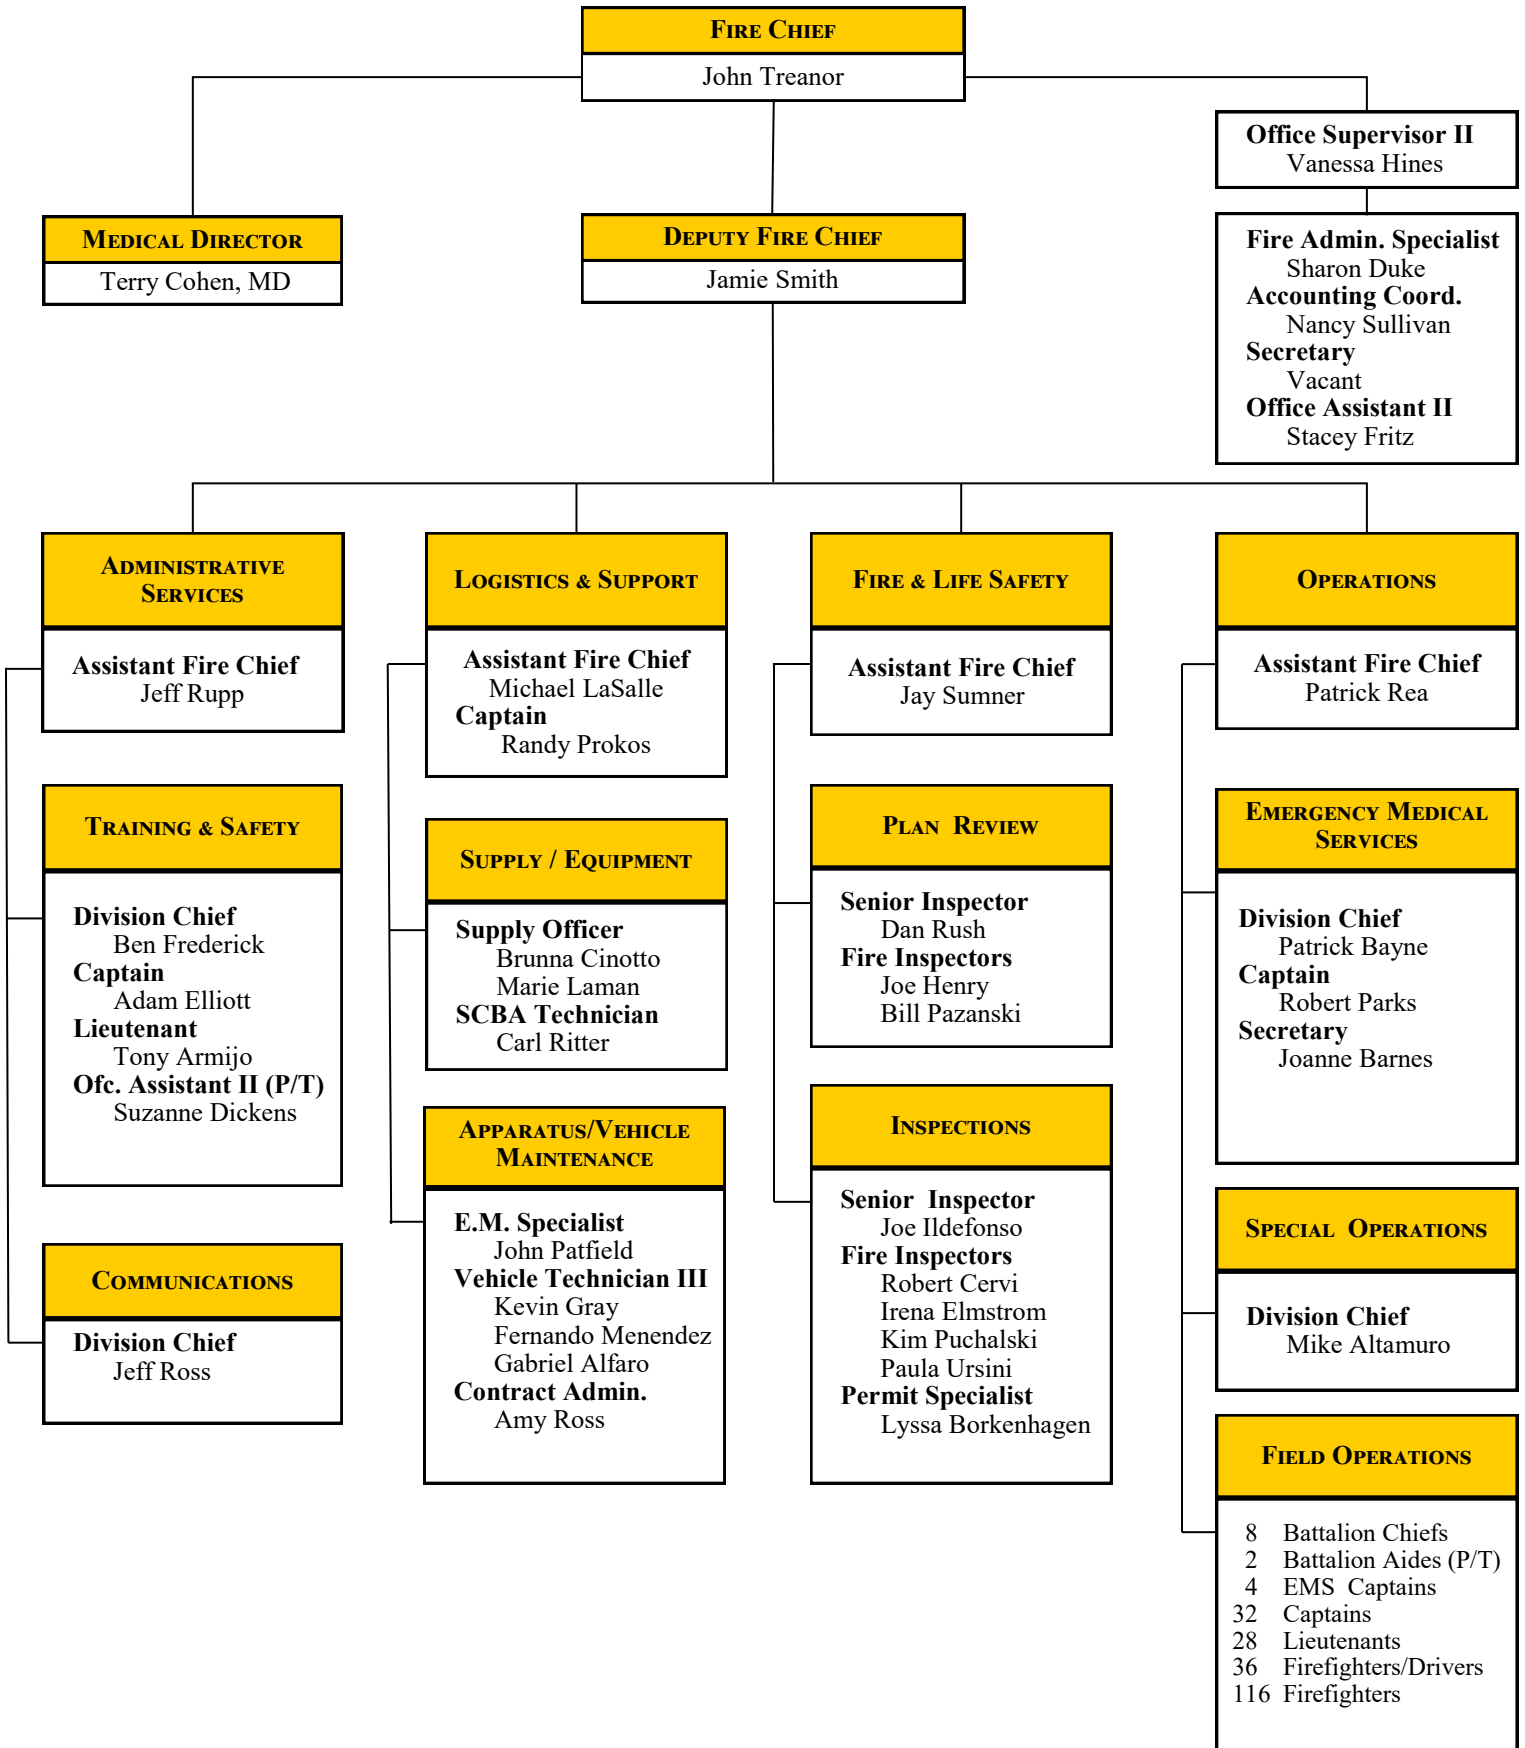 FIRE CHIEF
John Treanor
Office Supervisor II
Vanessa Hines
MEDICAL DIRECTOR
Terry Cohen, MD
DEPUTY FIRE CHIEF
Jamie Smith
Fire Admin. Specialist
Sharon Duke
Accounting Coord.
Nancy Sullivan
Secretary
Vacant
Office Assistant II
Stacey Fritz
ADMINISTRATIVE
SERVICES
Assistant Fire Chief
Jeff Rupp
TRAINING & SAFETY
Division Chief
Ben Frederick
Captain
Adam Elliott
Lieutenant
Tony Armijo
Ofc. Assistant II (P/T)
Suzanne Dickens
COMMUNICATIONS
Division Chief
Jeff Ross
LOGISTICS & SUPPORT
Assistant Fire Chief
Michael LaSalle
Captain
Randy Prokos
SUPPLY / EQUIPMENT
Supply Officer
Brunna Cinotto
Marie Laman
SCBA Technician
Carl Ritter
APPARATUS/VEHICLE
MAINTENANCE
E.M. Specialist
John Patfield
Vehicle Technician III
Kevin Gray
Fernando Menendez
Gabriel Alfaro
Contract Admin.
Amy Ross
FIRE & LIFE SAFETY
Assistant Fire Chief
Jay Sumner
PLAN REVIEW
Senior Inspector
Dan Rush
Fire Inspectors
Joe Henry
Bill Pazanski
INSPECTIONS
Senior Inspector
Joe Ildefonso
Fire Inspectors
Robert Cervi
Irena Elmstrom
Kim Puchalski
Paula Ursini
Permit Specialist
Lyssa Borkenhagen
OPERATIONS
Assistant Fire Chief
Patrick Rea
EMERGENCY MEDICAL
SERVICES
Division Chief
Patrick Bayne
Captain
Robert Parks
Secretary
Joanne Barnes
SPECIAL OPERATIONS
Division Chief
Mike Altamuro
FIELD OPERATIONS
8 Battalion Chiefs
2 Battalion Aides (P/T)
4 EMS Captains
32 Captains
28 Lieutenants
36 Firefighters/Drivers
116 Firefighters